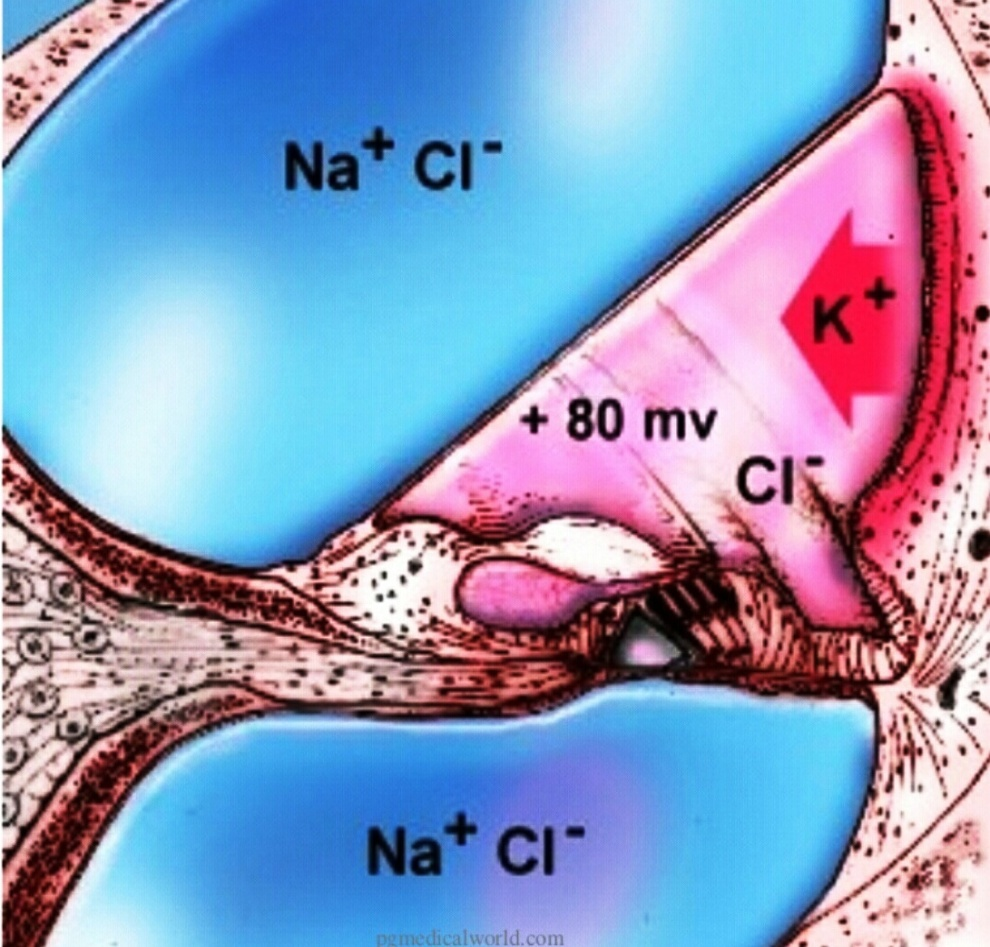 Na⁺ Cl⁻
K⁺
+ 80 mv
Cl⁻
Na⁺ Cl⁻
pgmedicalworld.com